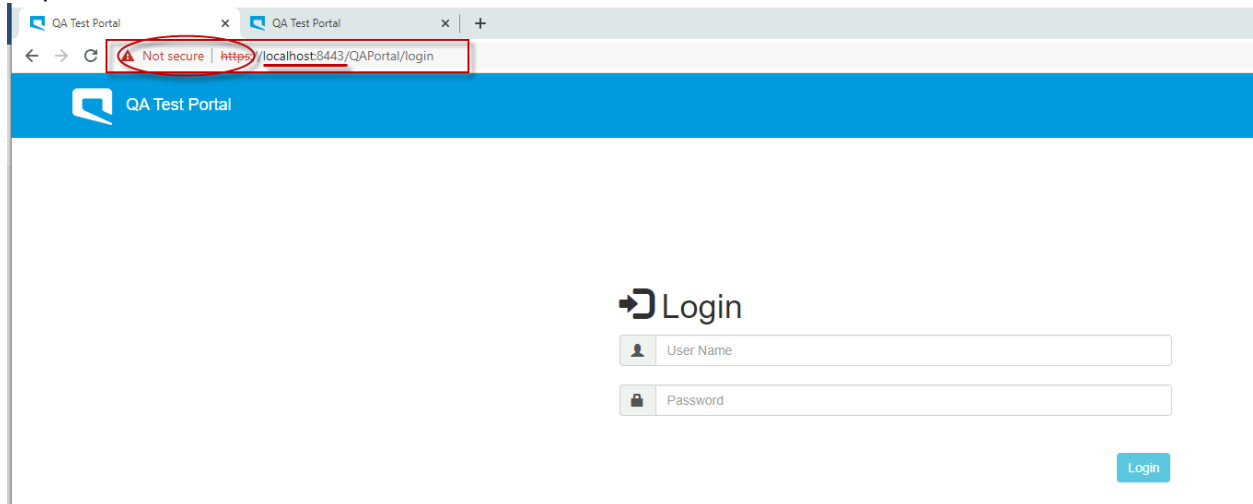 QA Test Portal
QA Test Portal
Not secure | https://localhost:8443/QAPortal/login
QA Test Portal
Login
User Name
Password
Login